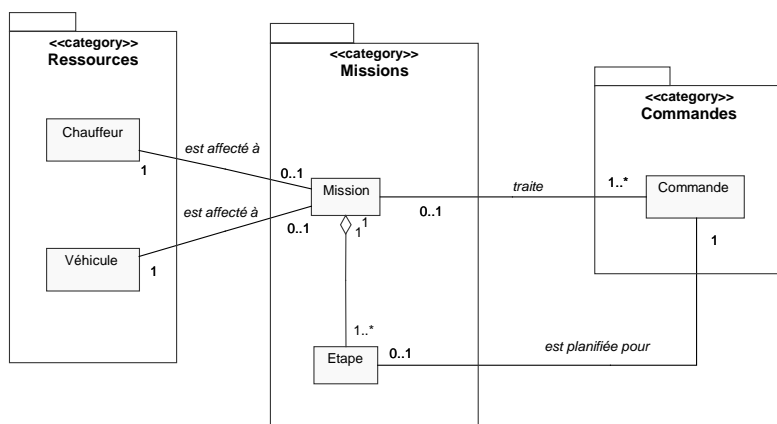 <<category>>
Ressources
<<category>>
Missions
<<category>>
Commandes
Chauffeur
1
est affecté à
0..1
Mission
0..1
traite
1..*
Commande
1
est affecté à
0..1
1
1
Véhicule
1
1..*
Etape
0..1
est planifiée pour